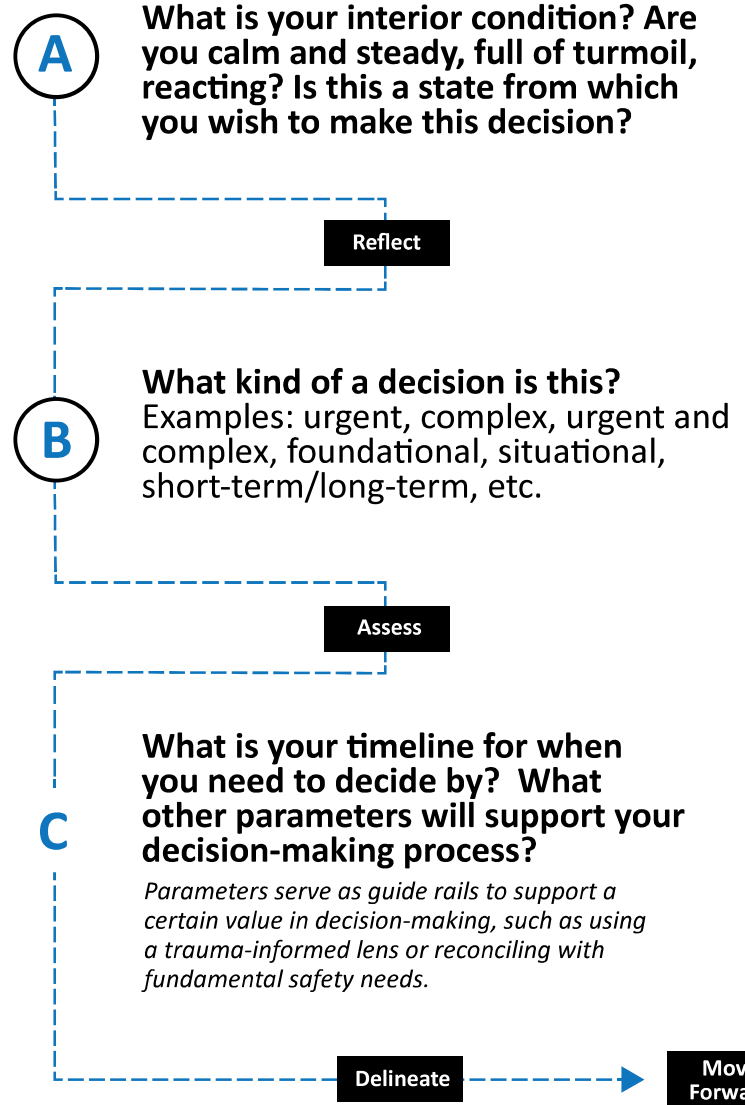 A
What is your interior condition? Are
you calm and steady, full of turmoil,
reacting? Is this a state from which
you wish to make this decision?
Reflect
B
What kind of a decision is this?
Examples: urgent, complex, urgent and
complex, foundational, situational,
short-term/long-term, etc.
Assess
C
What is your timeline for when
you need to decide by?  What
other parameters will support your
decision-making process?
Parameters serve as guide rails to support a
certain value in decision-making, such as using
a trauma-informed lens or reconciling with
fundamental safety needs.
Delineate